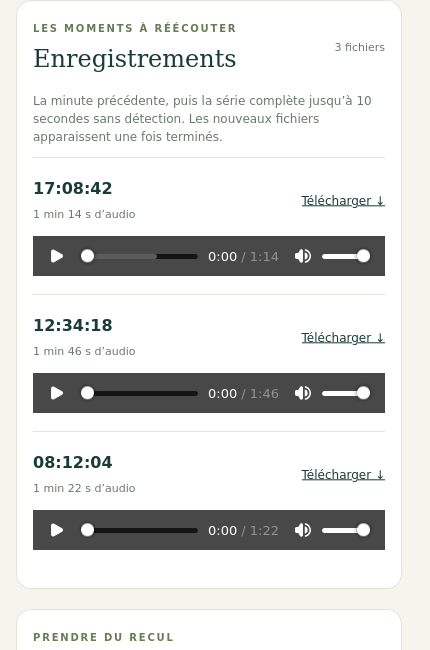 LES MOMENTS À RÉÉCOUTER
Enregistrements
3 fichiers
La minute précédente, puis la série complète jusqu’à 10
secondes sans détection. Les nouveaux fichiers
apparaissent une fois terminés.
17:08:42
Télécharger ↓
1 min 14 s d’audio
0:00 / 1:14
12:34:18
Télécharger ↓
1 min 46 s d’audio
0:00 / 1:46
08:12:04
Télécharger ↓
1 min 22 s d’audio
0:00 / 1:22
PRENDRE DU RECUL